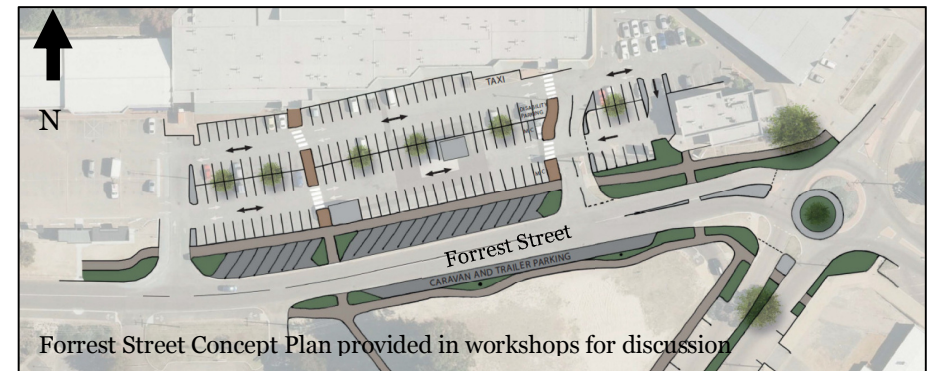 TAXI
N
DISABILITY
PARKING
M/C
Forrest Street
CARAVAN AND TRAILER PARKING
Forrest Street Concept Plan provided in workshops for discussion